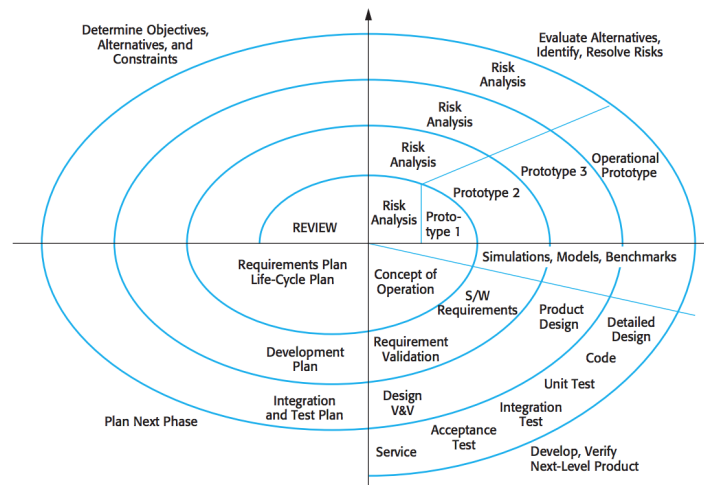 Determine Objectives,
Alternatives, and
Constraints
Evaluate Alternatives,
Identify, Resolve Risks
Risk
Analysis
Risk
Analysis
Risk
Analysis
Risk
Analysis
Proto-
type 1
Prototype 2
Prototype 3
Operational
Prototype
REVIEW
Requirements Plan
Life-Cycle Plan
Concept of
Operation
Simulations, Models, Benchmarks
S/W
Requirements
Product
Design
Detailed
Design
Development
Plan
Requirement
Validation
Code
Unit Test
Integration
and Test Plan
Design
V&V
Integration
Test
Acceptance
Test
Service
Plan Next Phase
Develop, Verify
Next-Level Product